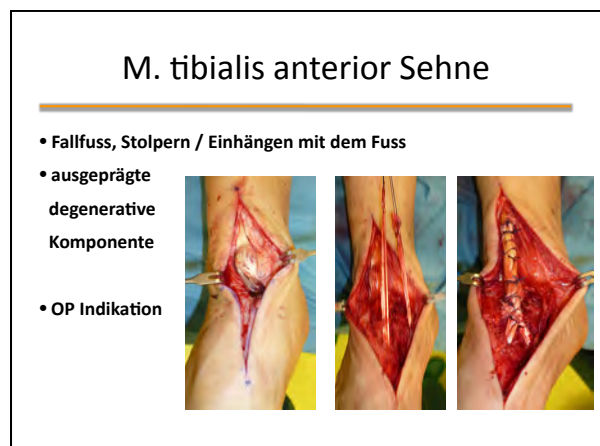 M. tibialis anterior Sehne
• Fallfuss, Stolpern / Einhängen mit dem Fuss
• ausgeprägte
degenerative
Komponente
• OP Indikation